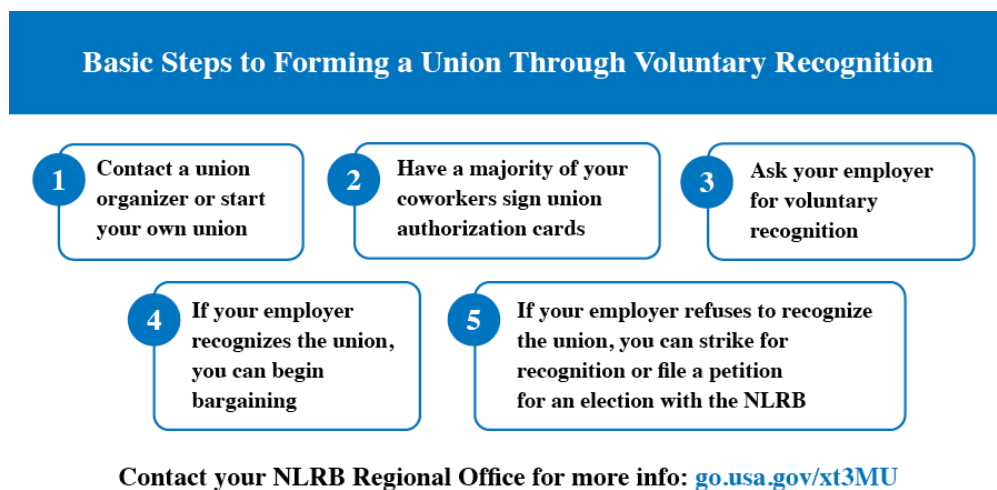 Basic Steps to Forming a Union Through Voluntary Recognition
1
Contact a union
organizer or start
your own union
2
Have a majority of your
coworkers sign union
authorization cards
3
Ask your employer
for voluntary
recognition
4
If your employer
recognizes the union,
you can begin
bargaining
5
If your employer refuses to recognize
the union, you can strike for
recognition or file a petition
for an election with the NLRB
Contact your NLRB Regional Office for more info: go.usa.gov/xt3MU